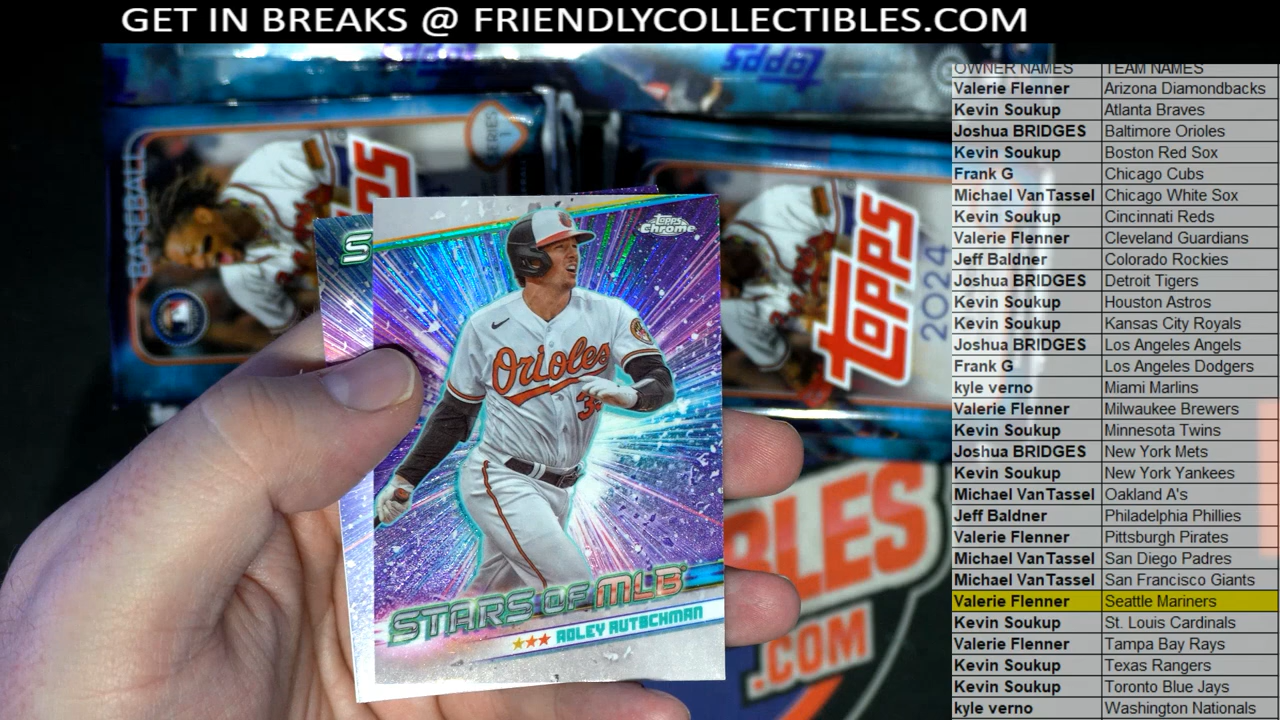 GET IN BREAKS @ FRIENDLYCOLLECTIBLES.COM
Topps
BASEBALL
SERIES
1
Topps
2024
S
Topps
Chrome
Orioles
35
STARS OF MLB
ADLEY RUTSCHMAN
BLES
.COM
OWNER NAMES TEAM NAMES
Valerie Flenner Arizona Diamondbacks
Kevin Soukup Atlanta Braves
Joshua BRIDGES Baltimore Orioles
Kevin Soukup Boston Red Sox
Frank G Chicago Cubs
Michael VanTassel Chicago White Sox
Kevin Soukup Cincinnati Reds
Valerie Flenner Cleveland Guardians
Jeff Baldner Colorado Rockies
Joshua BRIDGES Detroit Tigers
Kevin Soukup Houston Astros
Kevin Soukup Kansas City Royals
Joshua BRIDGES Los Angeles Angels
Frank G Los Angeles Dodgers
kyle verno Miami Marlins
Valerie Flenner Milwaukee Brewers
Kevin Soukup Minnesota Twins
Joshua BRIDGES New York Mets
Kevin Soukup New York Yankees
Michael VanTassel Oakland A's
Jeff Baldner Philadelphia Phillies
Valerie Flenner Pittsburgh Pirates
Michael VanTassel San Diego Padres
Michael VanTassel San Francisco Giants
Valerie Flenner Seattle Mariners
Kevin Soukup St. Louis Cardinals
Valerie Flenner Tampa Bay Rays
Kevin Soukup Texas Rangers
Kevin Soukup Toronto Blue Jays
kyle verno Washington Nationals